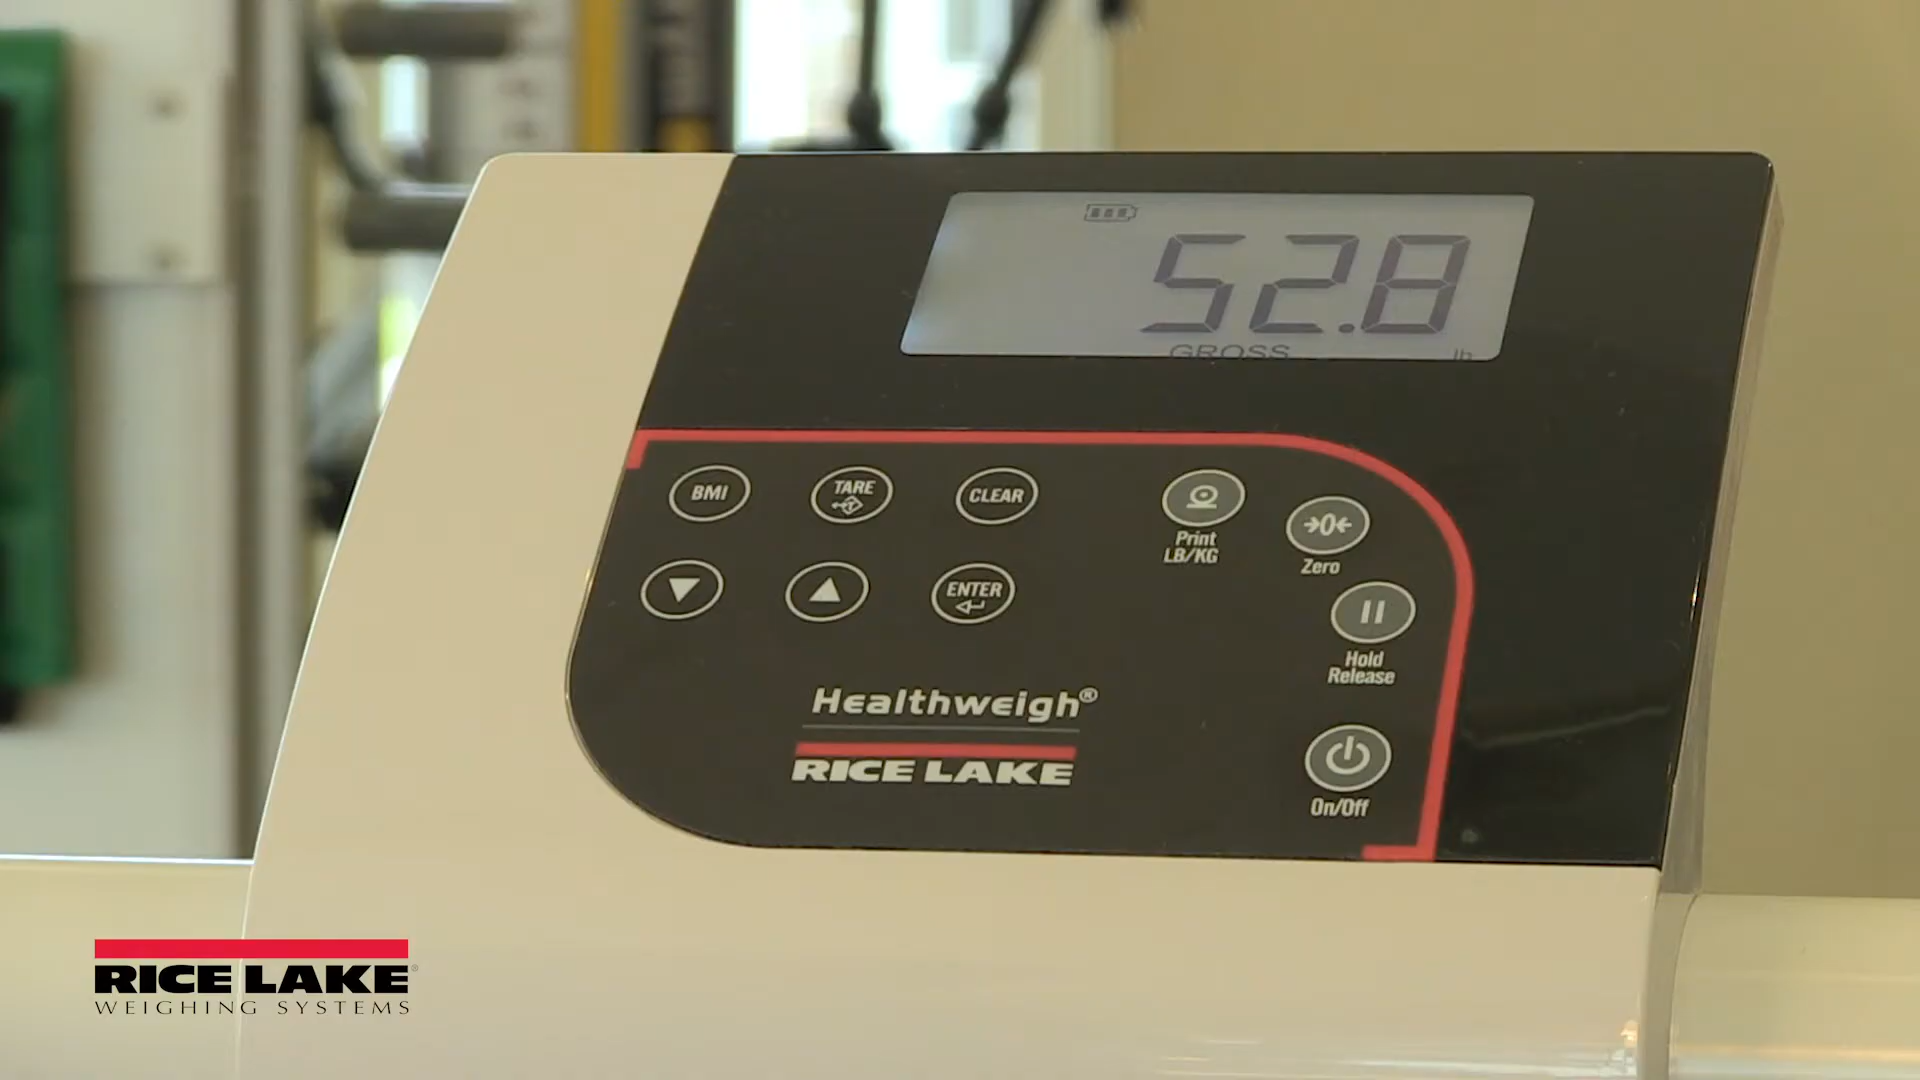 52.8
GROSS lb
BMI
TARE
T
CLEAR
Print
LB/KG
→0←
Zero
ENTER
Hold
Release
Healthweigh®
RICE LAKE
On/Off
RICE LAKE®
WEIGHING SYSTEMS